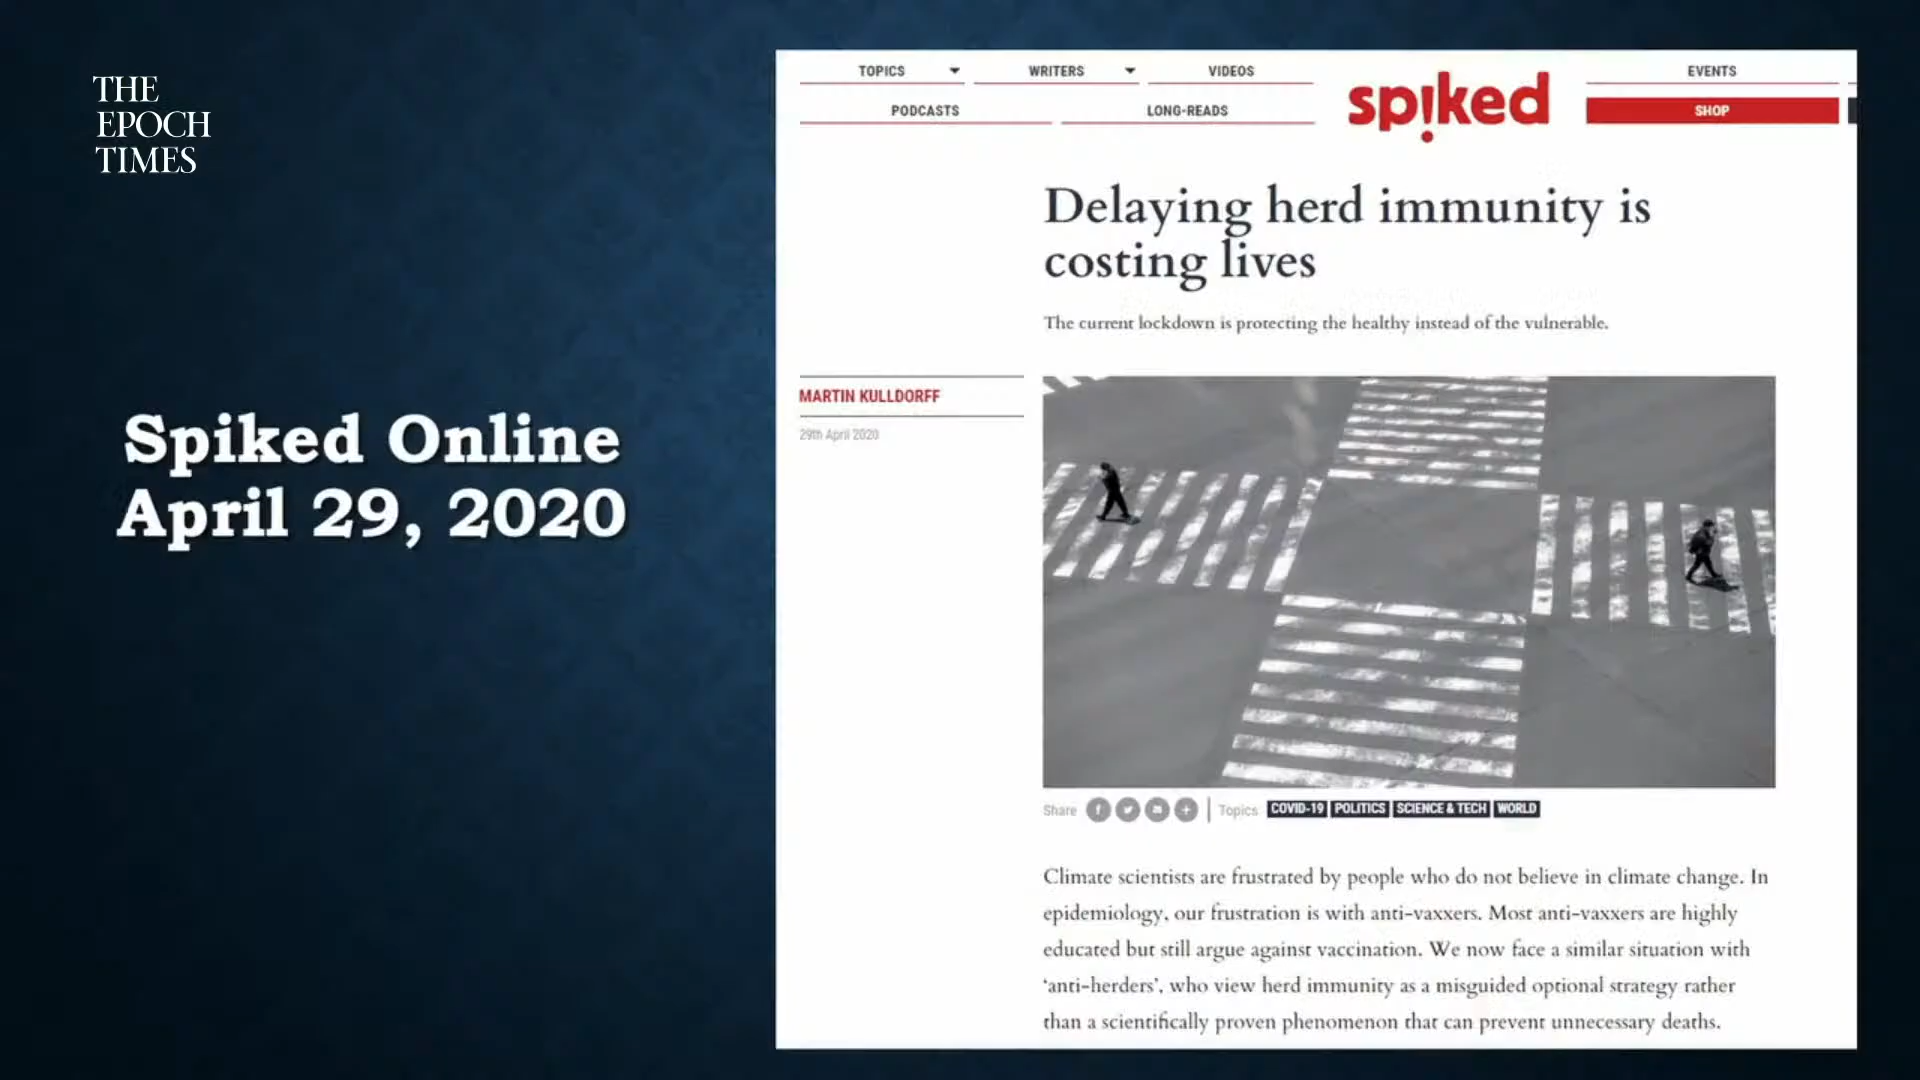 THE
EPOCH
TIMES
Spiked Online
April 29, 2020
TOPICS WRITERS VIDEOS
PODCASTS LONG-READS
spiked
EVENTS
SHOP
Delaying herd immunity is
costing lives
The current lockdown is protecting the healthy instead of the vulnerable.
MARTIN KULLDORFF
29th April 2020
Share Topics COVID-19 POLITICS SCIENCE & TECH WORLD
Climate scientists are frustrated by people who do not believe in climate change. In
epidemiology, our frustration is with anti-vaxxers. Most anti-vaxxers are highly
educated but still argue against vaccination. We now face a similar situation with
‘anti-herders’, who view herd immunity as a misguided optional strategy rather
than a scientifically proven phenomenon that can prevent unnecessary deaths.